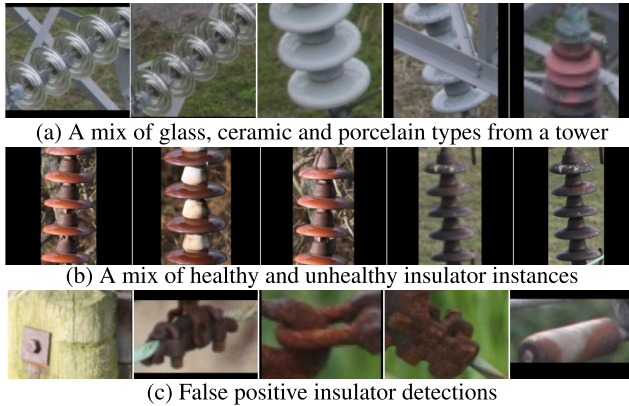 (a) A mix of glass, ceramic and porcelain types from a tower
(b) A mix of healthy and unhealthy insulator instances
(c) False positive insulator detections